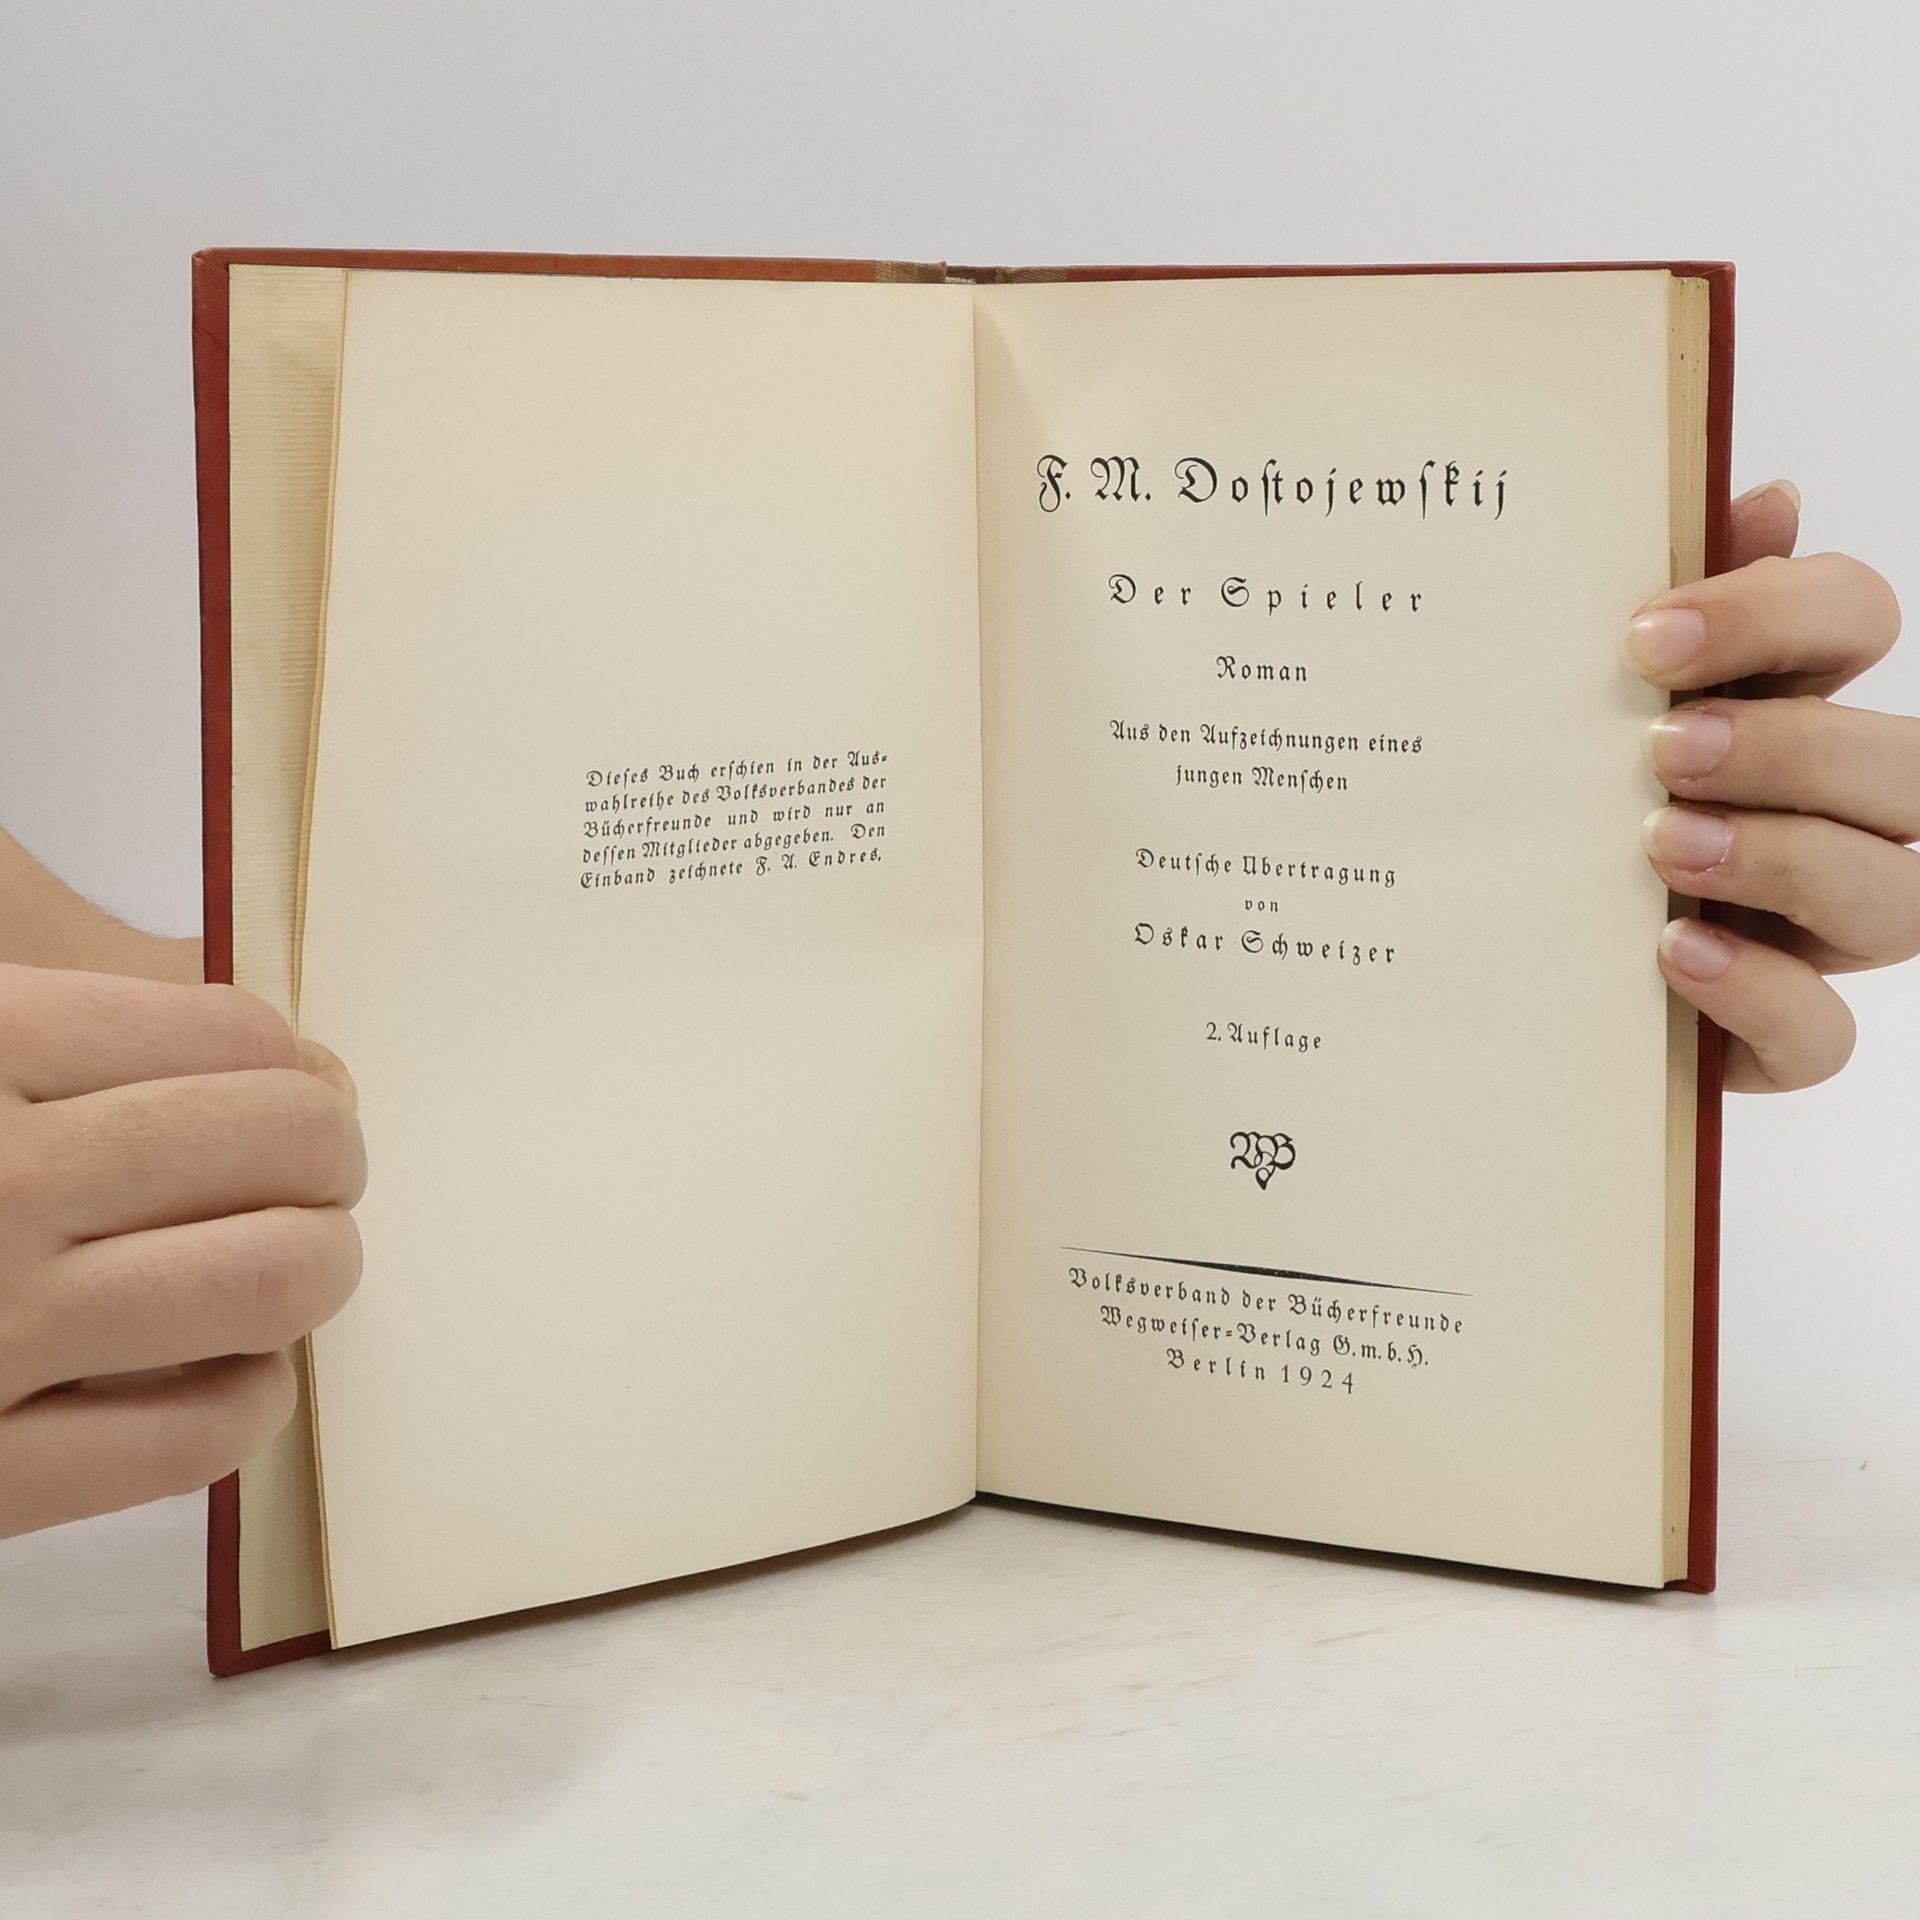 Dieſes Buch erſchien in der Aus-
wahlreihe des Volksverbandes der
Bücherfreunde und wird nur an
deſſen Mitglieder abgegeben. Den
Einband zeichnete F. A. Endres.
F. M. Doſtojewſkij
Der Spieler
Roman
Aus den Aufzeichnungen eines
jungen Menſchen
Deutſche Übertragung
von
Oskar Schweizer
2. Auflage
VB
Volksverband der Bücherfreunde
Wegweiſer-Verlag G.m.b.H.
Berlin 1924